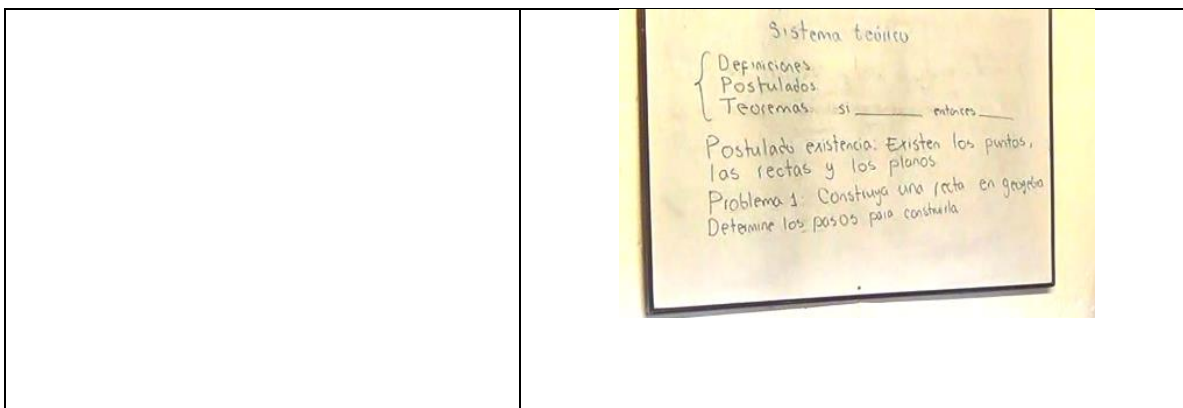 Sistema teórico
Definiciones
Postulados
Teoremas si ______ entonces ____
Postulado existencia: Existen los puntos,
las rectas y los planos
Problema 1: Construya una recta en geogebra
Determine los pasos para construirla